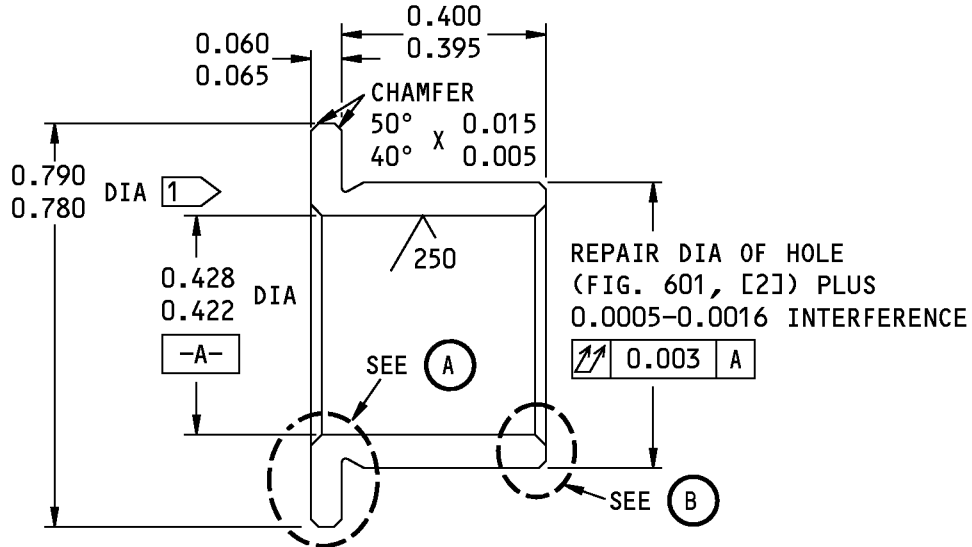 0.400
0.395
0.060
0.065
CHAMFER
50° X 0.015
40° 0.005
0.790
0.780 DIA 1
250
0.428
0.422 DIA
-A-
REPAIR DIA OF HOLE
(FIG. 601, [2]) PLUS
0.0005-0.0016 INTERFERENCE
0.003 A
SEE A
SEE B